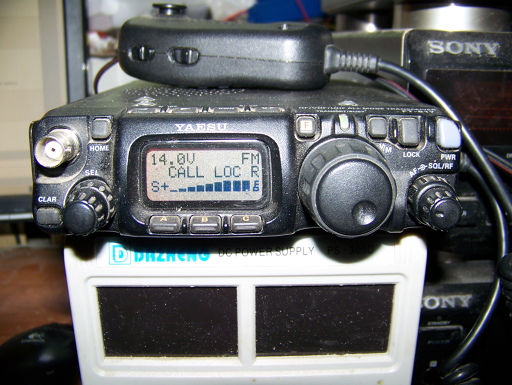 SONY
YAESU
HOME
F
LOCK
PWR
14.0V FM
CALL LOC R
S+
SEL
AF-SQL/RF
CLAR
A B C
DAZHENG DC POWER SUPPLY
SONY